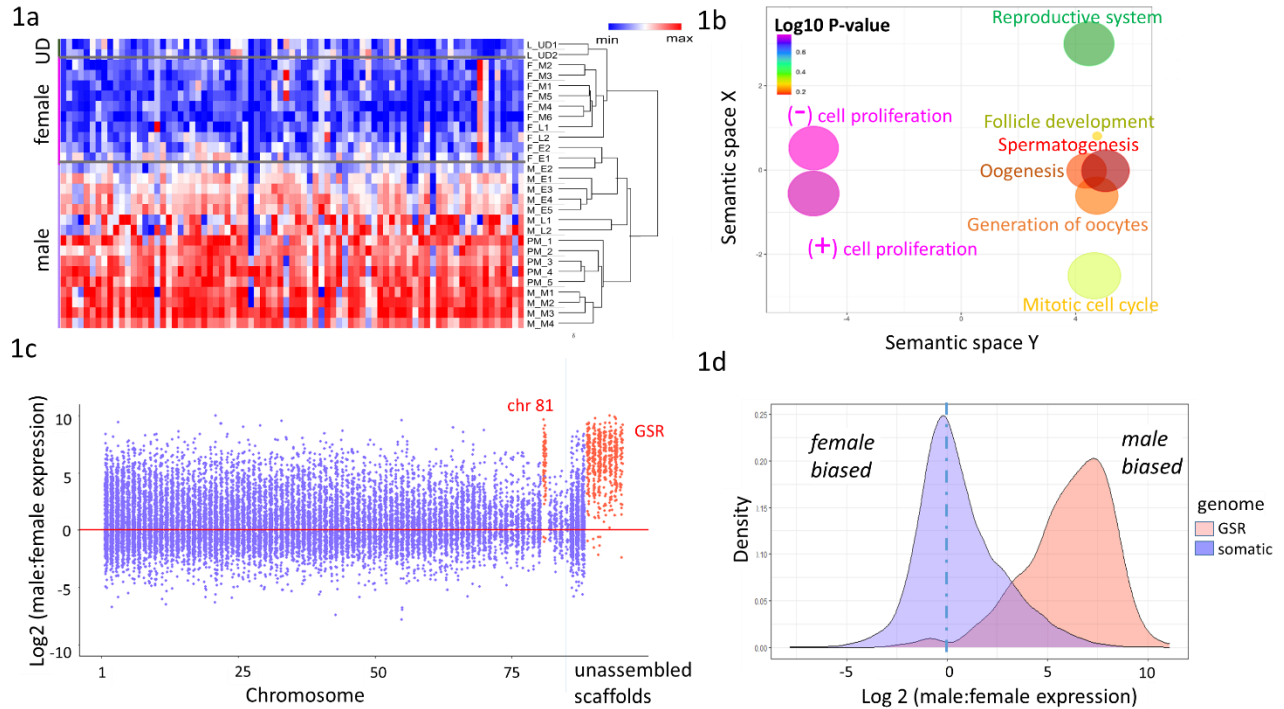 1a
min
max
UD
female
male
L_UD1
L_UD2
F_M2
F_M3
F_M1
F_M5
F_M4
F_M6
F_L1
F_L2
F_E2
F_E1
M_E2
M_E1
M_E3
M_E4
M_E5
M_L1
M_L2
PM_1
PM_2
PM_3
PM_4
PM_5
M_M1
M_M2
M_M3
M_M4
1b
Log10 P-value
0.6
0.4
0.2
Reproductive system
(-) cell proliferation
Follicle development
Spermatogenesis
Oogenesis
Generation of oocytes
(+) cell proliferation
Mitotic cell cycle
2
0
-2
-4
0
4
Semantic space X
Semantic space Y
1c
Log2 (male:female expression)
10
5
0
-5
-10
chr 81
GSR
1
25
50
75
unassembled
scaffolds
Chromosome
1d
female
biased
male
biased
Density
0.25
0.20
0.15
0.10
0.05
0.00
-5
0
5
10
Log 2 (male:female expression)
genome
GSR
somatic